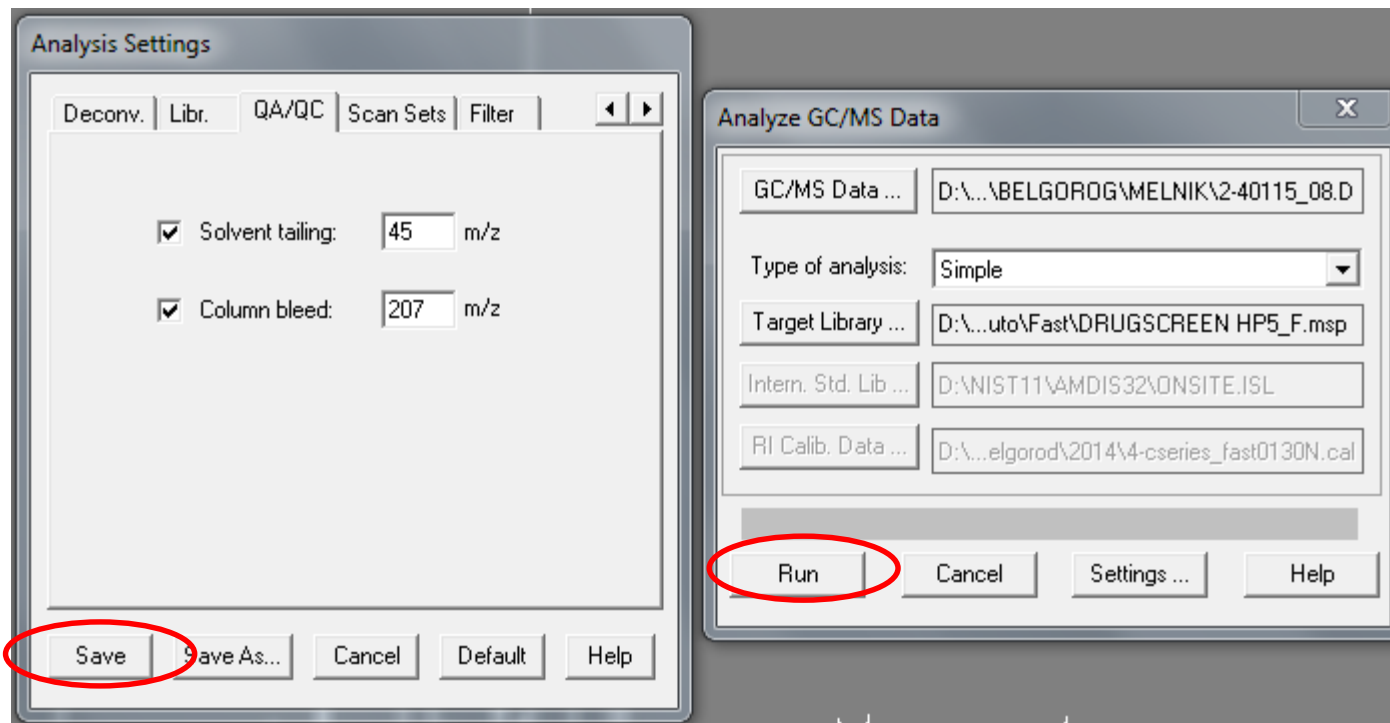 Analysis Settings
Deconv. Libr. QA/QC Scan Sets Filter
Solvent tailing: 45 m/z
Column bleed: 207 m/z
Save Save As... Cancel Default Help
Analyze GC/MS Data
GC/MS Data ... D:\...\BELGOROG\MELNIK\2-40115_08.D
Type of analysis: Simple
Target Library ... D:\...uto\Fast\DRUGSCREEN HP5_F.msp
Intern. Std. Lib ... D:\NIST11\AMDIS32\ONSITE.ISL
RI Calib. Data ... D:\...elgorod\2014\4-cseries_fast0130N.cal
Run Cancel Settings ... Help